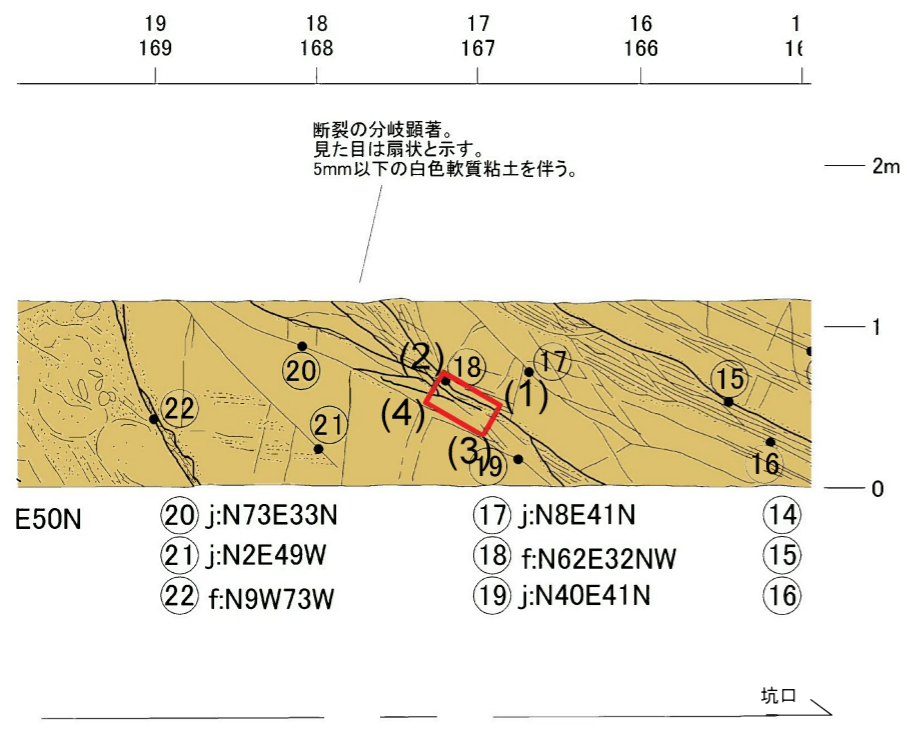 19 18 17 16 1
169 168 167 166 16
断裂の分岐顕著。
見た目は扇状と示す。
5mm以下の白色軟質粘土を伴う。
2m
1
0
(2) 18 17
20 (1) 15
22 21 (4)
(3) 19 16
E50N
⑳ j:N73E33N
㉑ j:N2E49W
㉒ f:N9W73W
⑰ j:N8E41N
⑱ f:N62E32NW
⑲ j:N40E41N
⑭
⑮
⑯
坑口